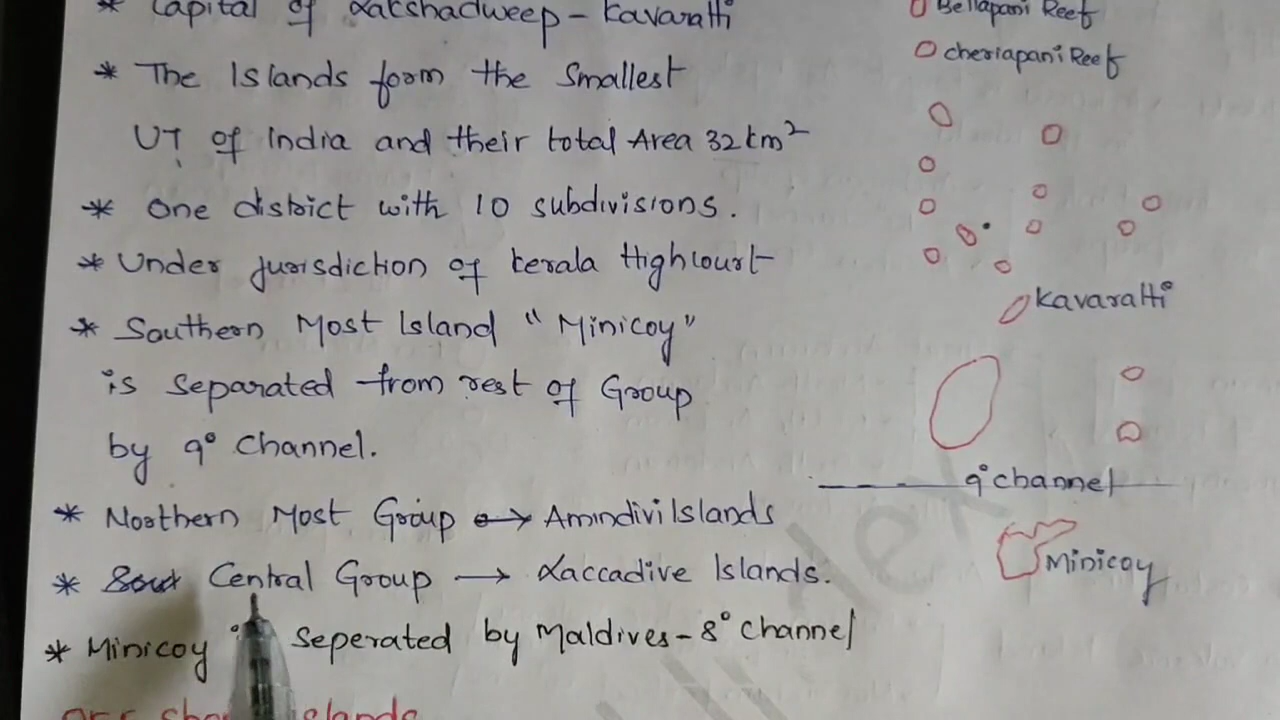 * Capital of Lakshadweep - Kavaratti
* The Islands form the Smallest
UT of India and their total Area 32 km²
* One district with 10 subdivisions.
* Under jurisdiction of kerala Highcourt
* Southern Most Island "Minicoy"
is separated from rest of Group
by 9° Channel.
* Northern Most Group → Amindivi Islands
* Central Group → Laccadive Islands.
* Minicoy seperated by Maldives - 8° Channel
Islands
Bellapani Reef
cheriapani Reef
Kavaratti
9° channel
Minicoy